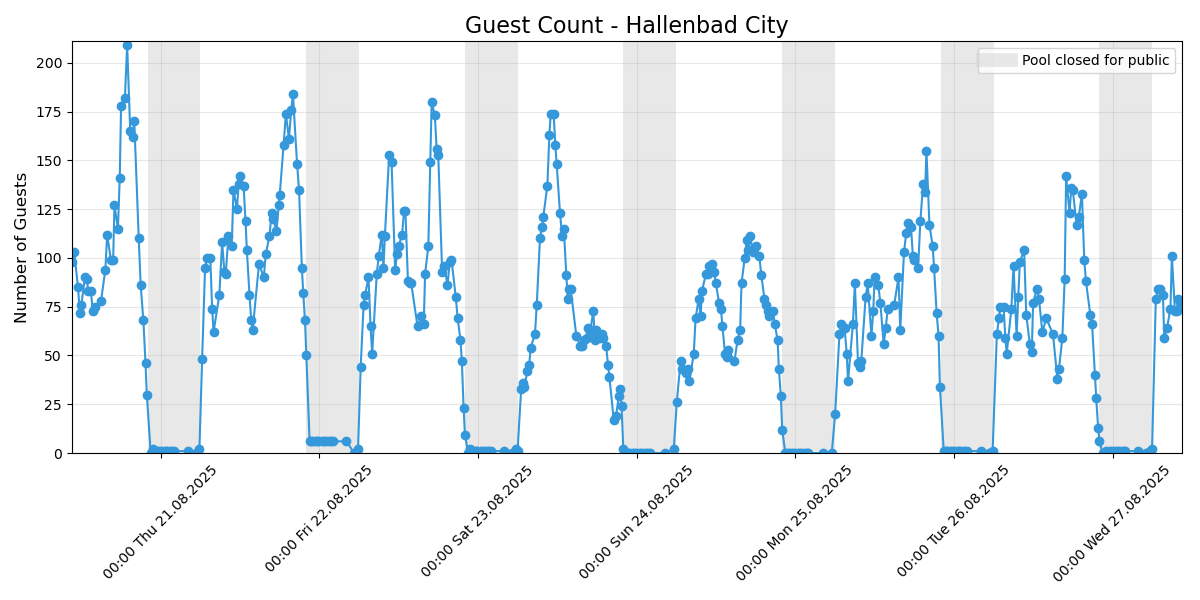 Guest Count - Hallenbad City
Number of Guests
200
175
150
125
100
75
50
25
0
Pool closed for public
00:00 Thu 21.08.2025
00:00 Fri 22.08.2025
00:00 Sat 23.08.2025
00:00 Sun 24.08.2025
00:00 Mon 25.08.2025
00:00 Tue 26.08.2025
00:00 Wed 27.08.2025